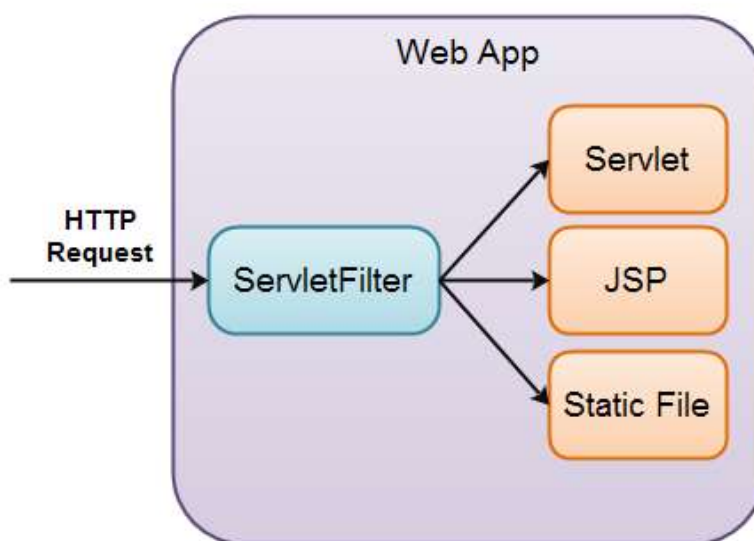 Web App
Servlet
HTTP
Request
ServletFilter
JSP
Static File